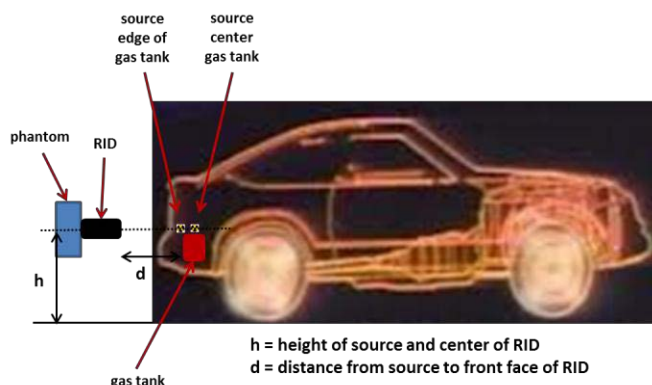 source
edge of
gas tank
source
center
gas tank
phantom
RID
h
d
h = height of source and center of RID
d = distance from source to front face of RID
gas tank